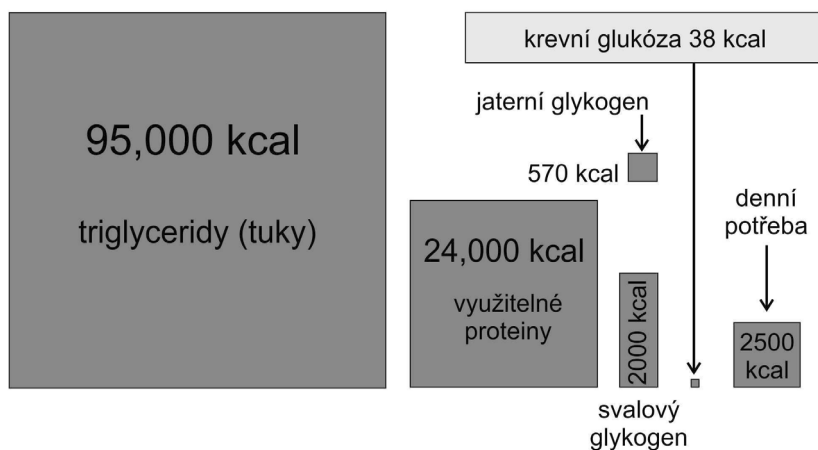 95,000 kcal
triglyceridy (tuky)
krevní glukóza 38 kcal
jaterní glykogen
570 kcal
24,000 kcal
využitelné
proteiny
2000 kcal
svalový
glykogen
denní
potřeba
2500
kcal